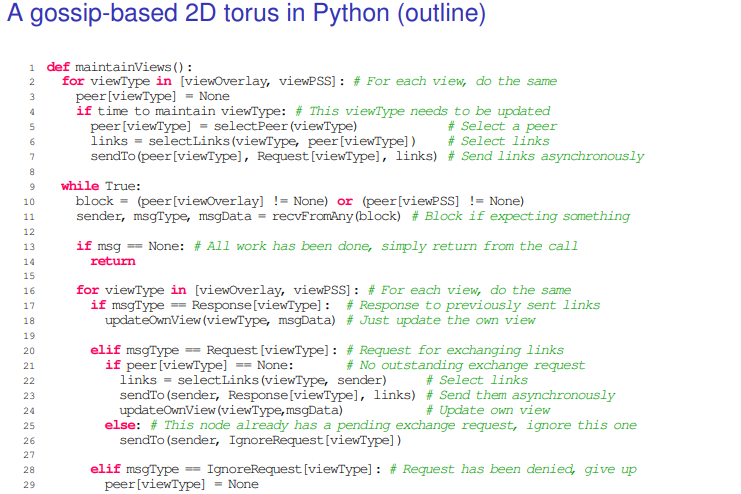 A gossip-based 2D torus in Python (outline)
1 def maintainViews():
2 for viewType in [viewOverlay, viewPSS]: # For each view, do the same
3 peer[viewType] = None
4 if time to maintain viewType: # This viewType needs to be updated
5 peer[viewType] = selectPeer(viewType) # Select a peer
6 links = selectLinks(viewType, peer[viewType]) # Select links
7 sendTo(peer[viewType], Request[viewType], links) # Send links asynchronously
8
9 while True:
10 block = (peer[viewOverlay] != None) or (peer[viewPSS] != None)
11 sender, msgType, msgData = recvFromAny(block) # Block if expecting something
12
13 if msg == None: # All work has been done, simply return from the call
14 return
15
16 for viewType in [viewOverlay, viewPSS]: # For each view, do the same
17 if msgType == Response[viewType]: # Response to previously sent links
18 updateOwnView(viewType, msgData) # Just update the own view
19
20 elif msgType == Request[viewType]: # Request for exchanging links
21 if peer[viewType] == None: # No outstanding exchange request
22 links = selectLinks(viewType, sender) # Select links
23 sendTo(sender, Response[viewType], links) # Send them asynchronously
24 updateOwnView(viewType,msgData) # Update own view
25 else: # This node already has a pending exchange request, ignore this one
26 sendTo(sender, IgnoreRequest[viewType])
27
28 elif msgType == IgnoreRequest[viewType]: # Request has been denied, give up
29 peer[viewType] = None